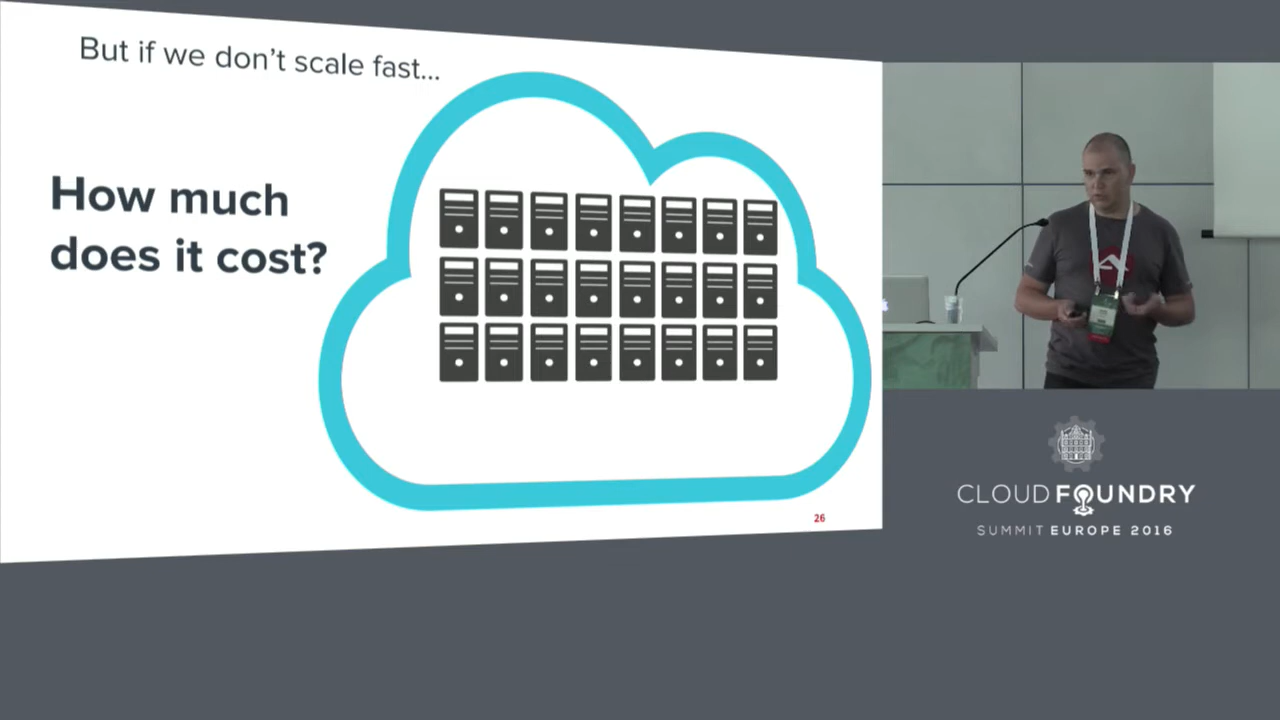 But if we don't scale fast...
How much
does it cost?
26
CLOUD FOUNDRY
SUMMIT EUROPE 2016